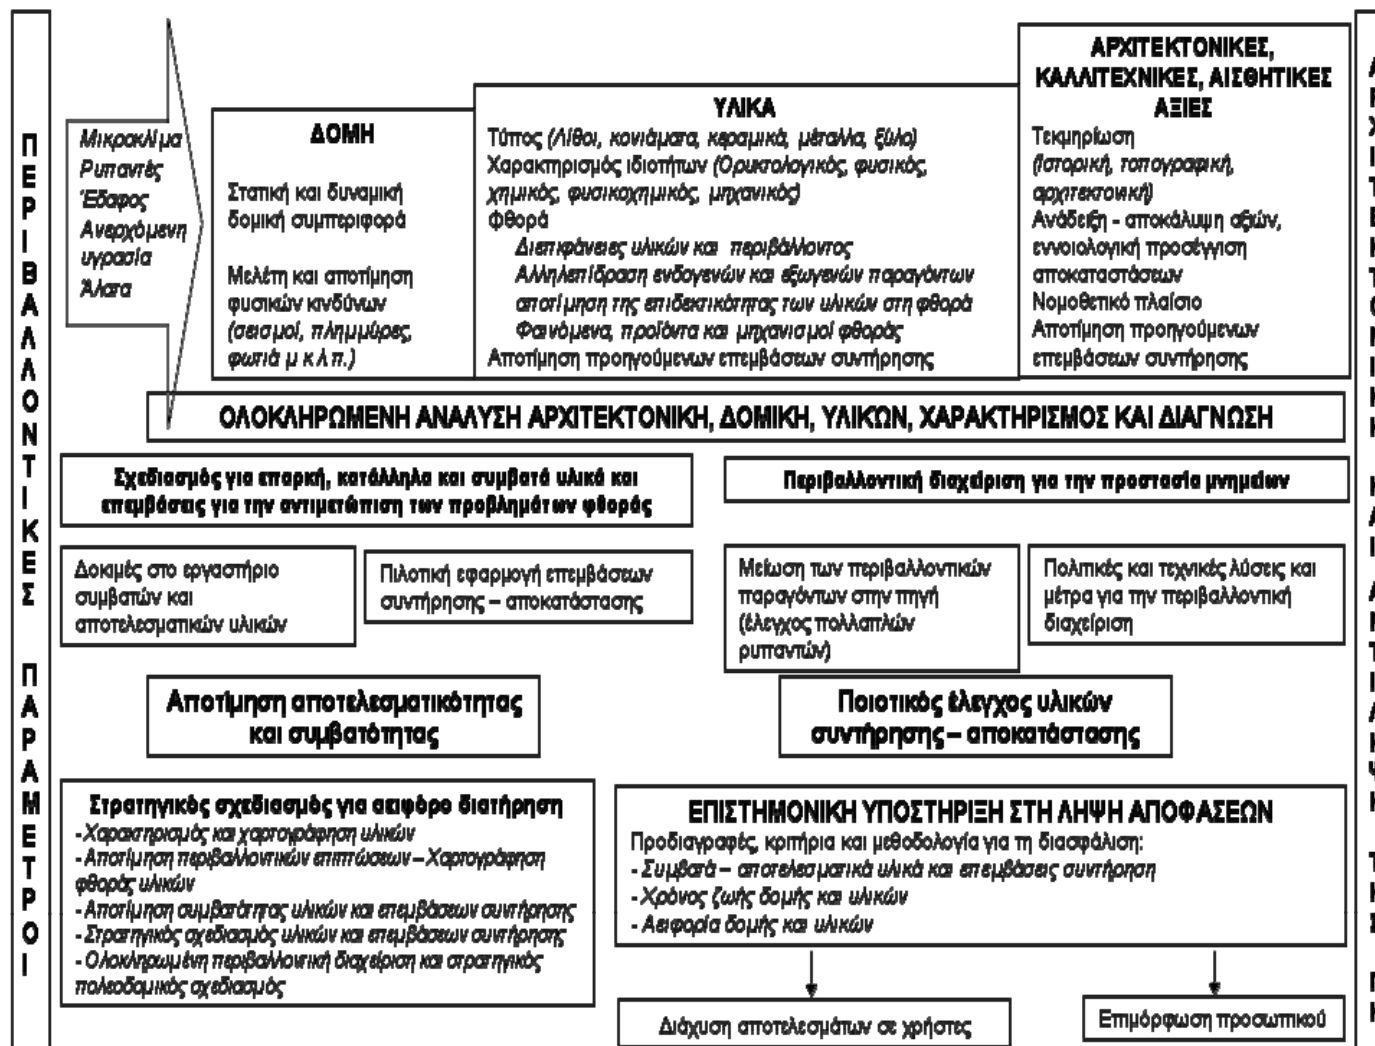 ΠΕΡΙΒΑΛΛΟΝΤΙΚΕΣ ΠΑΡΑΜΕΤΡΟΙ
Μικροκλίμα
Ρυπαντές
Έδαφος
Ανερχόμενη
υγρασία
Άλατα
ΔΟΜΗ
Στατική και δυναμική
δομική συμπεριφορά
Μελέτη και αποτίμηση
φυσικών κινδύνων
(σεισμοί, πλημμύρες,
φωτιά μ κ λ π.)
ΥΛΙΚΑ
Τύπος (Λίθοι, κονιάματα, κεραμικά, μέταλλα, ξύλο)
Χαρακτηρισμός ιδιοτήτων (Ορυκτολογικός, φυσικός,
χημικός, φυσικοχημικός, μηχανικός)
Φθορά
Διεπιφάνειες υλικών και περιβάλλοντος
Αλληλεπίδραση ενδογενών και εξωγενών παραγόντων
αποτίμηση της επιδεκτικότητας των υλικών στη φθορά
Φαινόμενα, προϊόντα και μηχανισμοί φθοράς
Αποτίμηση προηγούμενων επεμβάσεων συντήρησης
ΑΡΧΙΤΕΚΤΟΝΙΚΕΣ,
ΚΑΛΛΙΤΕΧΝΙΚΕΣ, ΑΙΣΘΗΤΙΚΕΣ
ΑΞΙΕΣ
Τεκμηρίωση
(Ιστορική, τοπογραφική,
αρχιτεκτονική)
Ανάδειξη - αποκάλυψη αξιών,
εννοιολογική προσέγγιση
αποκαταστάσεων
Νομοθετικό πλαίσιο
Αποτίμηση προηγούμενων
επεμβάσεων συντήρησης
ΟΛΟΚΛΗΡΩΜΕΝΗ ΑΝΑΛΥΣΗ ΑΡΧΙΤΕΚΤΟΝΙΚΗ, ΔΟΜΙΚΗ, ΥΛΙΚΩΝ, ΧΑΡΑΚΤΗΡΙΣΜΟΣ ΚΑΙ ΔΙΑΓΝΩΣΗ
Σχεδιασμός για επαρκή, κατάλληλα και συμβατά υλικά και
επεμβάσεις για την αντιμετώπιση των προβλημάτων φθοράς
Περιβαλλοντική διαχείριση για την προστασία μνημείων
Δοκιμές στο εργαστήριο
συμβατών και
αποτελεσματικών υλικών
Πιλοτική εφαρμογή επεμβάσεων
συντήρησης – αποκατάστασης
Μείωση των περιβαλλοντικών
παραγόντων στην πηγή
(έλεγχος πολλαπλών
ρυπαντών)
Πολιτικές και τεχνικές λύσεις και
μέτρα για την περιβαλλοντική
διαχείριση
Αποτίμηση αποτελεσματικότητας
και συμβατότητας
Ποιοτικός έλεγχος υλικών
συντήρησης – αποκατάστασης
Στρατηγικός σχεδιασμός για αειφόρο διατήρηση
- Χαρακτηρισμός και χαρτογράφηση υλικών
- Αποτίμηση περιβαλλοντικών επιπτώσεων – Χαρτογράφηση
φθοράς υλικών
- Αποτίμηση συμβατότητας υλικών και επεμβάσεων συντήρησης
- Στρατηγικός σχεδιασμός υλικών και επεμβάσεων συντήρησης
- Ολοκληρωμένη περιβαλλοντική διαχείριση και στρατηγικός
πολεοδομικός σχεδιασμός
ΕΠΙΣΤΗΜΟΝΙΚΗ ΥΠΟΣΤΗΡΙΞΗ ΣΤΗ ΛΗΨΗ ΑΠΟΦΑΣΕΩΝ
Προδιαγραφές, κριτήρια και μεθοδολογία για τη διασφάλιση:
- Συμβατά – αποτελεσματικά υλικά και επεμβάσεις συντήρηση
- Χρόνος ζωής δομής και υλικών
- Αειφορία δομής και υλικών
Διάχυση αποτελεσμάτων σε χρήστες
Επιμόρφωση προσωπικού